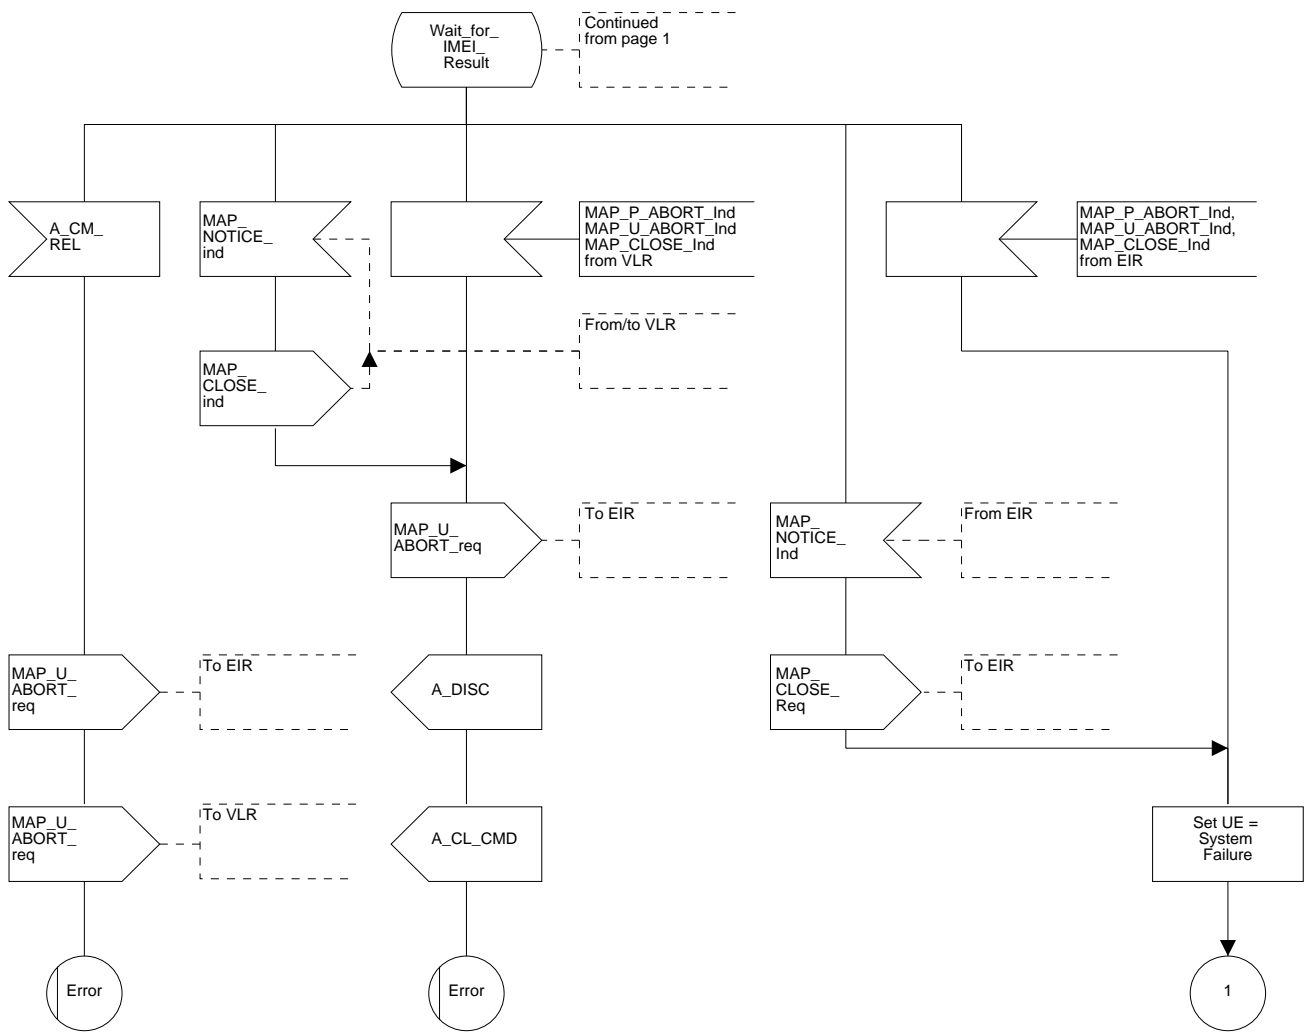 Wait_for_
IMEI_
Result
Continued
from page 1
A_CM_
REL
MAP_
NOTICE_
ind
MAP_P_ABORT_Ind
MAP_U_ABORT_Ind
MAP_CLOSE_Ind
from VLR
MAP_P_ABORT_Ind,
MAP_U_ABORT_Ind,
MAP_CLOSE_Ind
from EIR
From/to VLR
MAP_
CLOSE_
ind
MAP_U_
ABORT_req
To EIR
MAP_
NOTICE_
Ind
From EIR
MAP_U_
ABORT_
req
To EIR
A_DISC
MAP_
CLOSE_
Req
To EIR
MAP_U_
ABORT_
req
To VLR
A_CL_CMD
Set UE =
System
Failure
Error
Error
1